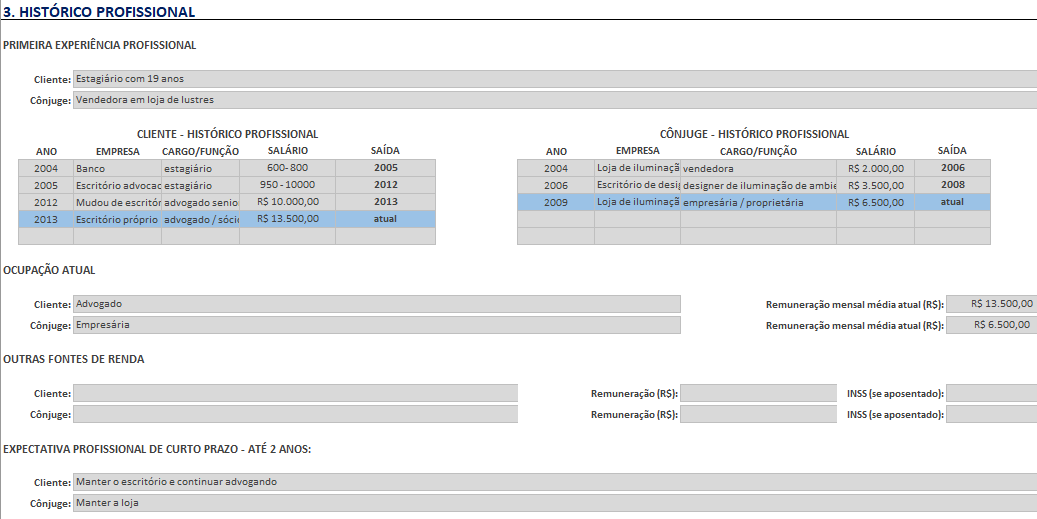 3. HISTÓRICO PROFISSIONAL
PRIMEIRA EXPERIÊNCIA PROFISSIONAL
Cliente: Estagiário com 19 anos
Cônjuge: Vendedora em loja de lustres
CLIENTE - HISTÓRICO PROFISSIONAL
ANO EMPRESA CARGO/FUNÇÃO SALÁRIO SAÍDA
2004 Banco estagiário 600-800 2005
2005 Escritório advocac estagiário 950 - 10000 2012
2012 Mudou de escritór advogado senio R$ 10.000,00 2013
2013 Escritório próprio advogado / sóci R$ 13.500,00 atual
CÔNJUGE - HISTÓRICO PROFISSIONAL
ANO EMPRESA CARGO/FUNÇÃO SALÁRIO SAÍDA
2004 Loja de iluminaçã vendedora R$ 2.000,00 2006
2006 Escritório de desig designer de iluminação de ambie R$ 3.500,00 2008
2009 Loja de iluminaçã empresária / proprietária R$ 6.500,00 atual
OCUPAÇÃO ATUAL
Cliente: Advogado Remuneração mensal média atual (R$): R$ 13.500,00
Cônjuge: Empresária Remuneração mensal média atual (R$): R$ 6.500,00
OUTRAS FONTES DE RENDA
Cliente: Remuneração (R$): INSS (se aposentado):
Cônjuge: Remuneração (R$): INSS (se aposentado):
EXPECTATIVA PROFISSIONAL DE CURTO PRAZO - ATÉ 2 ANOS:
Cliente: Manter o escritório e continuar advogando
Cônjuge: Manter a loja